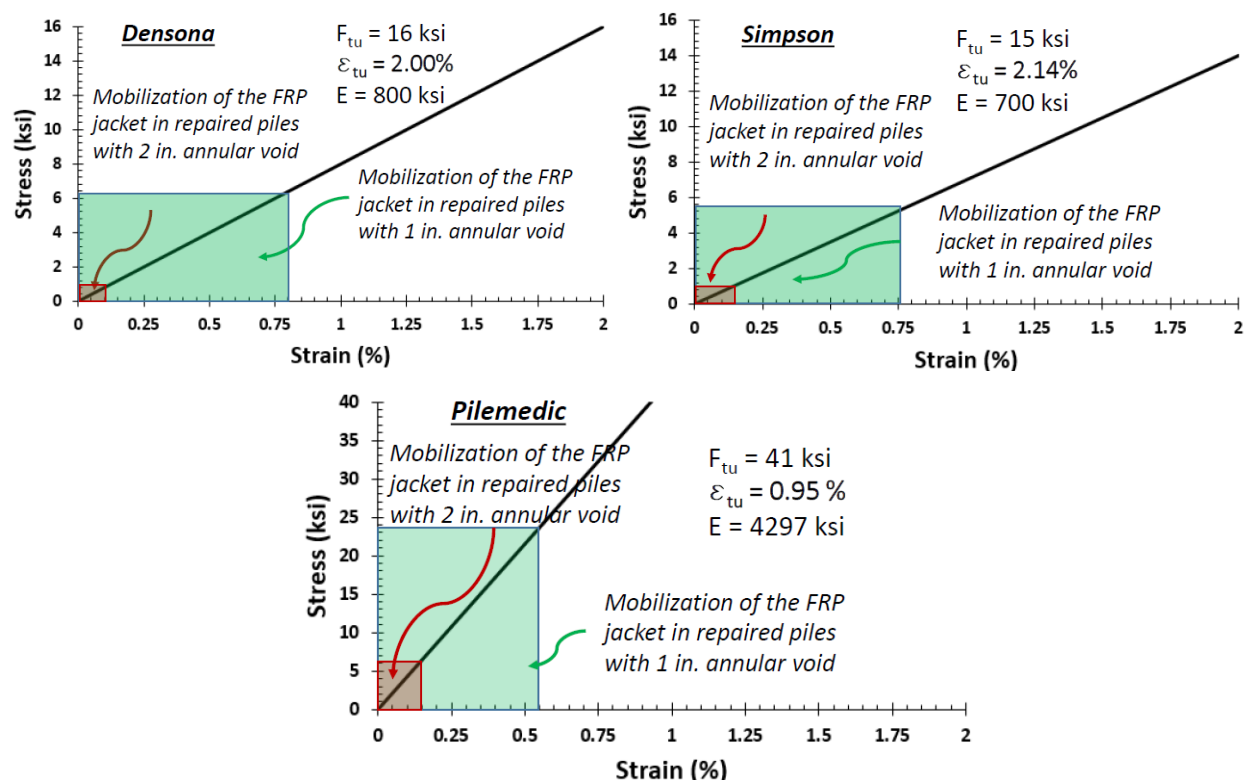 Densona
F_tu = 16 ksi
ε_tu = 2.00%
E = 800 ksi
Mobilization of the FRP
jacket in repaired piles
with 2 in. annular void
Mobilization of the FRP
jacket in repaired piles
with 1 in. annular void
Stress (ksi)
16
14
12
10
8
6
4
2
0
0 0.25 0.5 0.75 1 1.25 1.5 1.75 2
Strain (%)
Simpson
F_tu = 15 ksi
ε_tu = 2.14%
E = 700 ksi
Mobilization of the FRP
jacket in repaired piles
with 2 in. annular void
Mobilization of the FRP
jacket in repaired piles
with 1 in. annular void
Stress (ksi)
16
14
12
10
8
6
4
2
0
0 0.25 0.5 0.75 1 1.25 1.5 1.75 2
Strain (%)
Pilemedic
Mobilization of the FRP
jacket in repaired piles
with 2 in. annular void
F_tu = 41 ksi
ε_tu = 0.95 %
E = 4297 ksi
Mobilization of the FRP
jacket in repaired piles
with 1 in. annular void
Stress (ksi)
40
35
30
25
20
15
10
5
0
0 0.25 0.5 0.75 1 1.25 1.5 1.75 2
Strain (%)